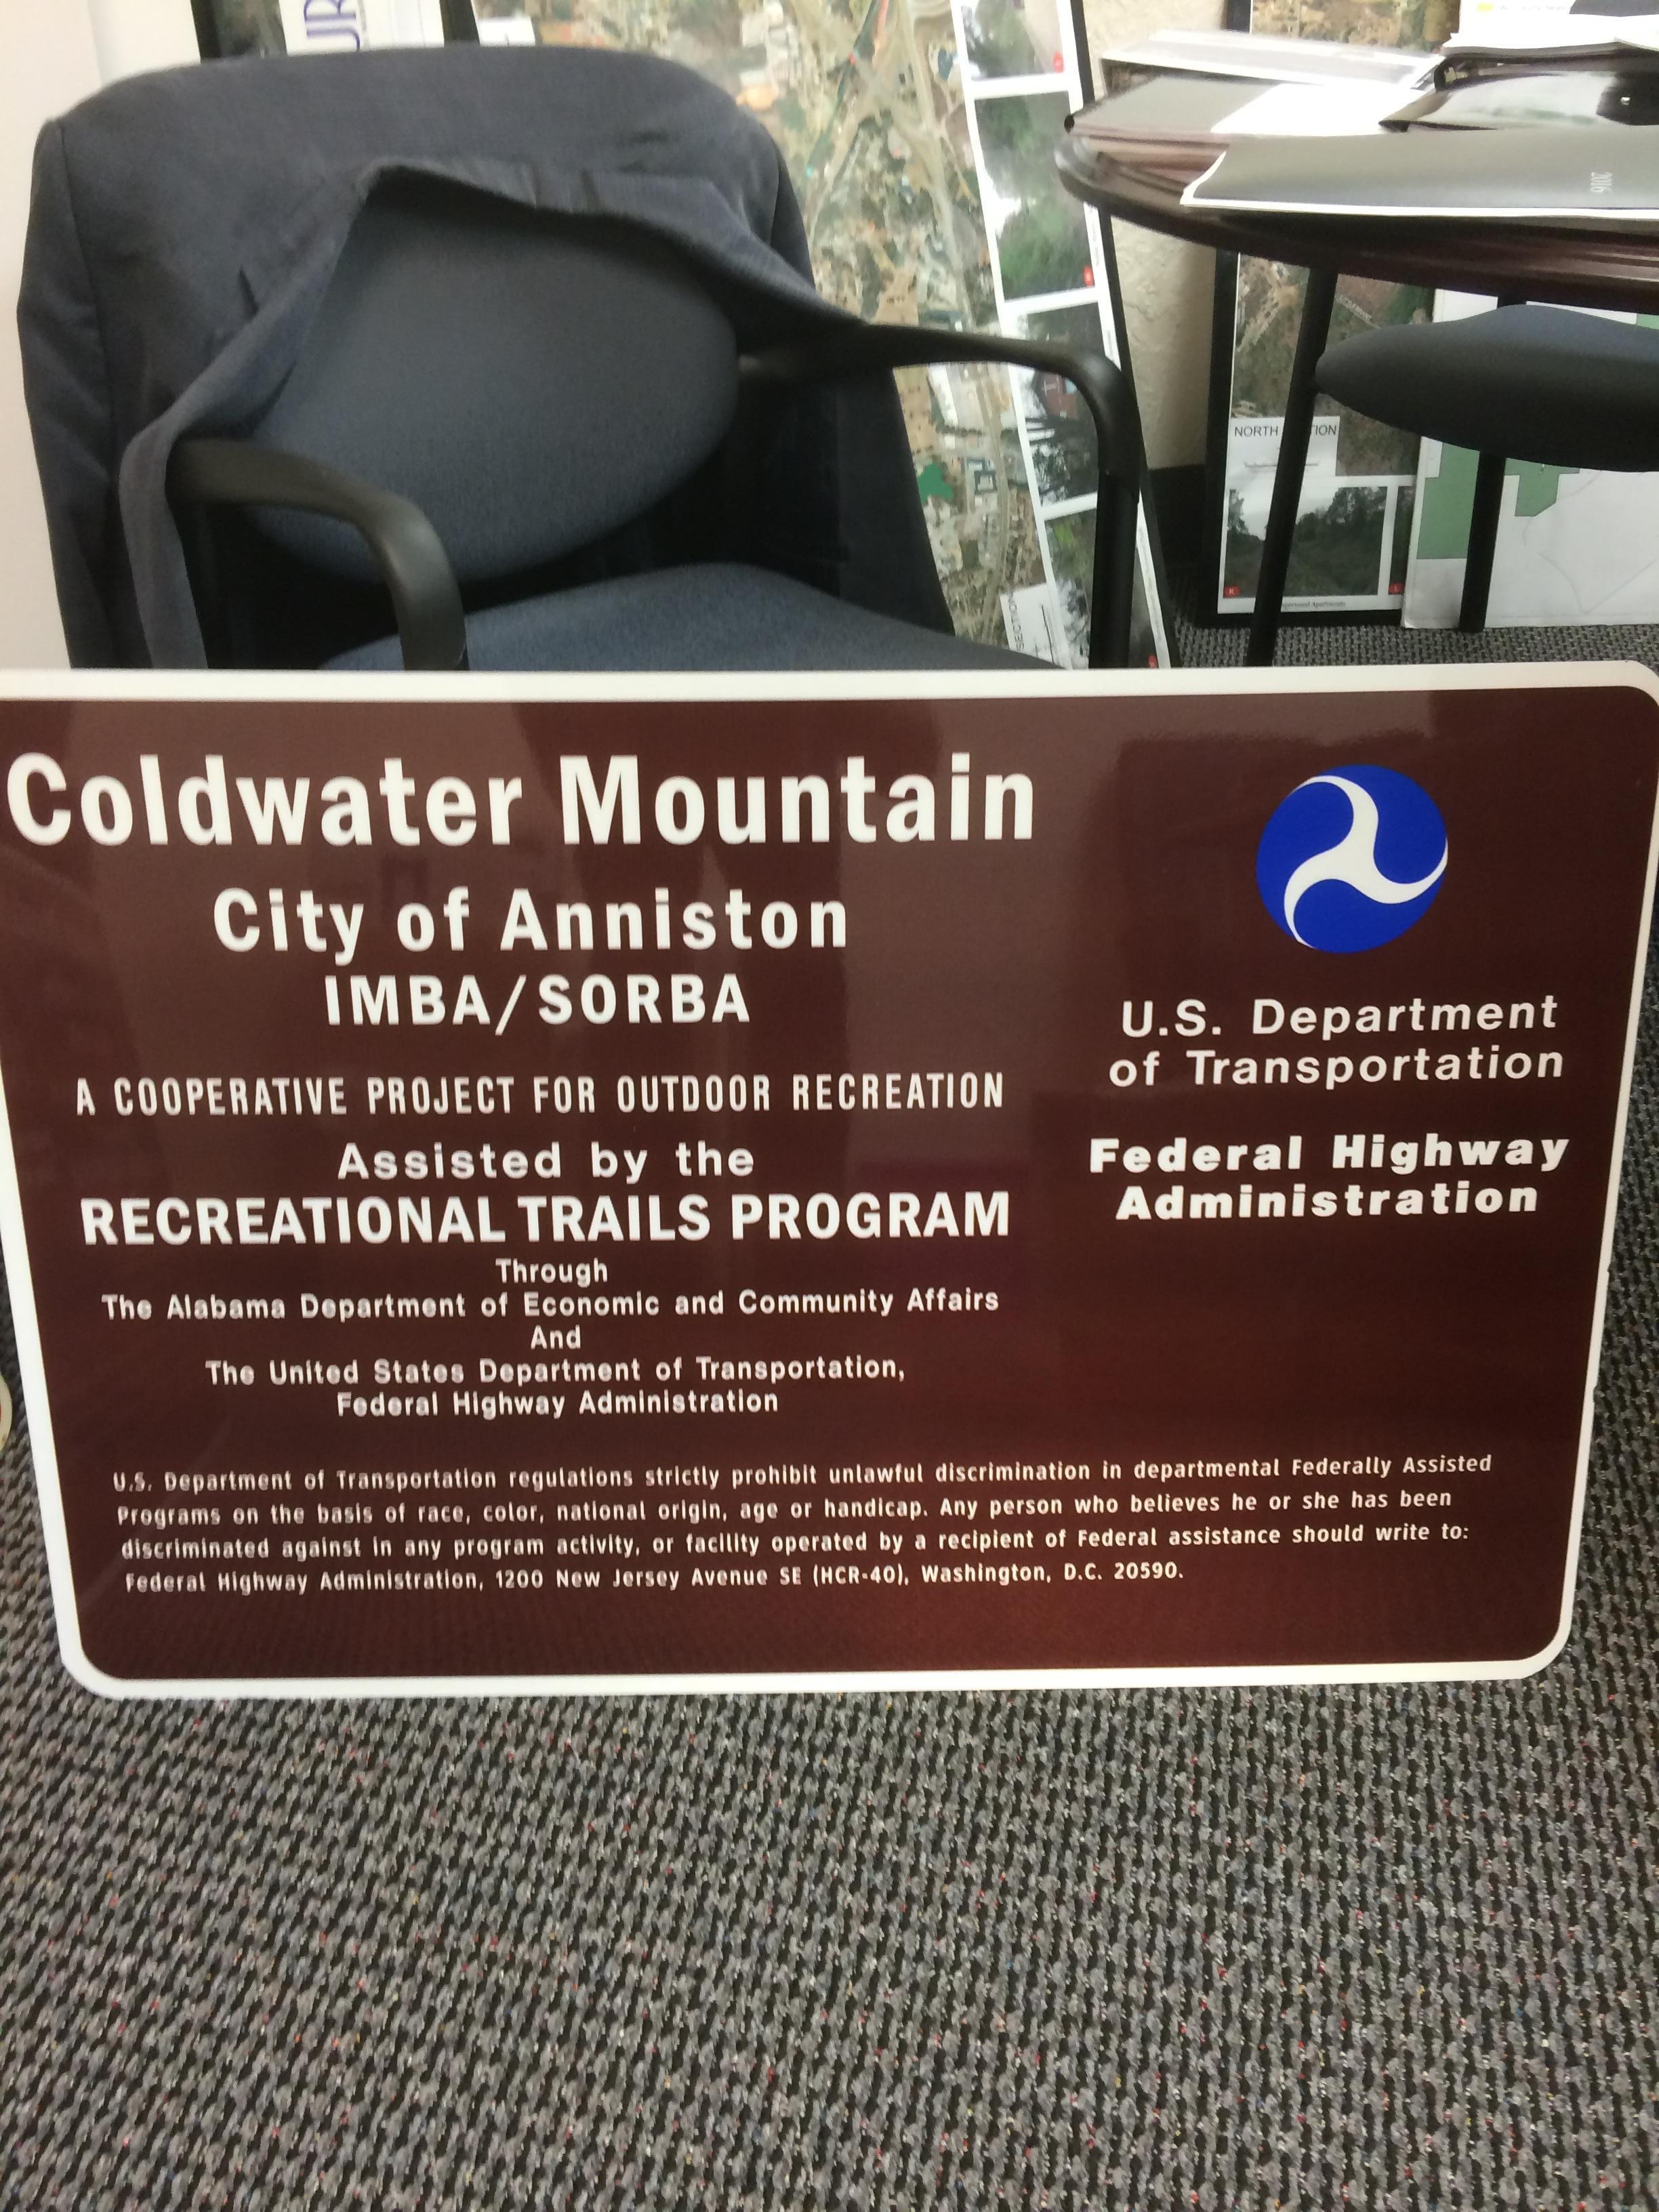 UR
2016
NORTH
Coldwater Mountain
City of Anniston
IMBA/SORBA
A COOPERATIVE PROJECT FOR OUTDOOR RECREATION
Assisted by the
RECREATIONAL TRAILS PROGRAM
Through
The Alabama Department of Economic and Community Affairs
And
The United States Department of Transportation,
Federal Highway Administration
U.S. Department
of Transportation
Federal Highway
Administration
U.S. Department of Transportation regulations strictly prohibit unlawful discrimination in departmental Federally Assisted
Programs on the basis of race, color, national origin, age or handicap. Any person who believes he or she has been
discriminated against in any program activity, or facility operated by a recipient of Federal assistance should write to:
Federal Highway Administration, 1200 New Jersey Avenue SE (HCR-40), Washington, D.C. 20590.